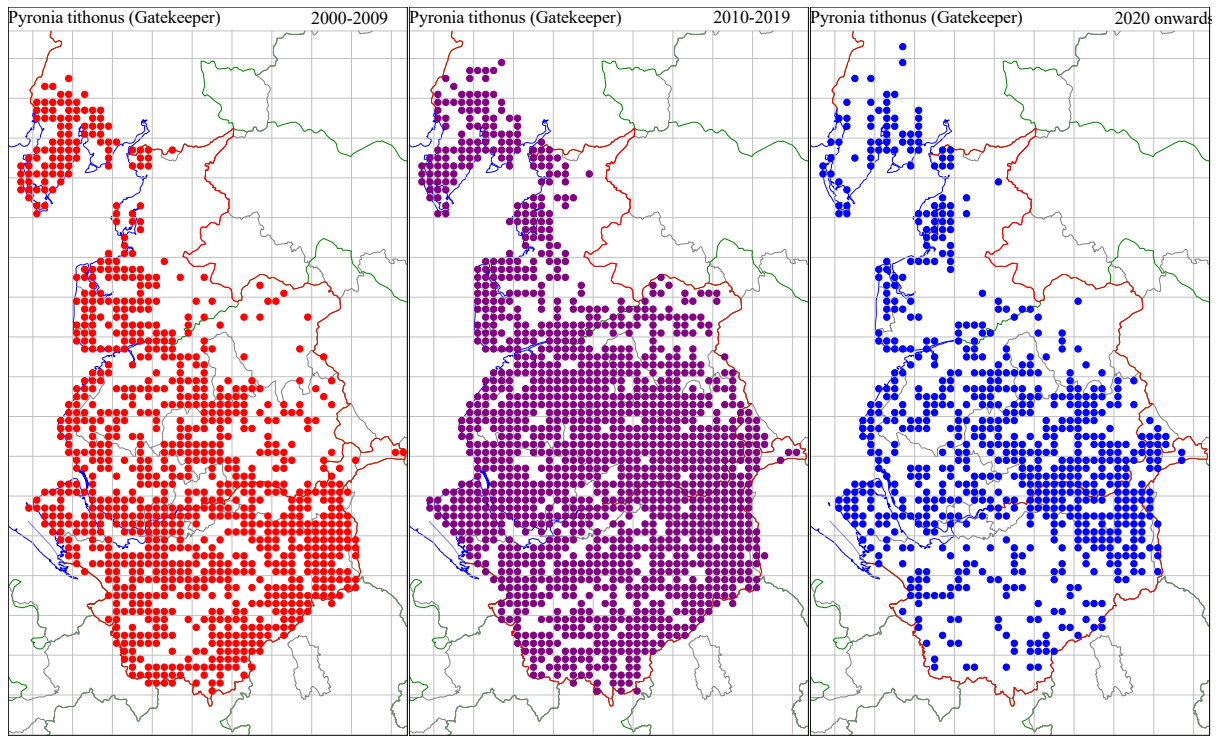 Pyronia tithonus (Gatekeeper) 2000-2009
Pyronia tithonus (Gatekeeper) 2010-2019
Pyronia tithonus (Gatekeeper) 2020 onwards